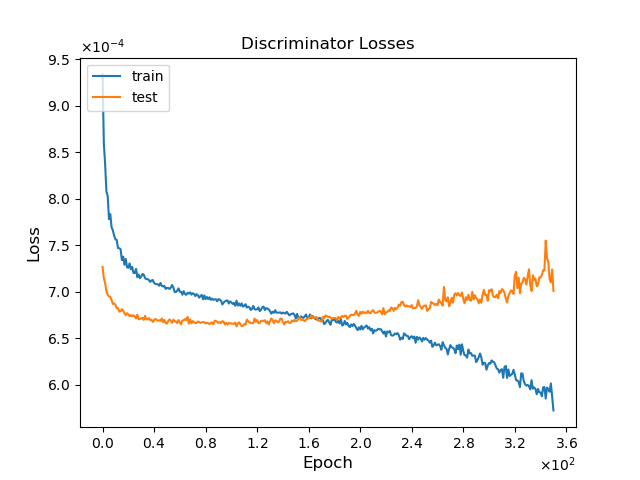 Discriminator Losses
×10⁻⁴
9.5
9.0
8.5
8.0
7.5
7.0
6.5
6.0
Loss
train
test
0.0 0.4 0.8 1.2 1.6 2.0 2.4 2.8 3.2 3.6
Epoch
×10²